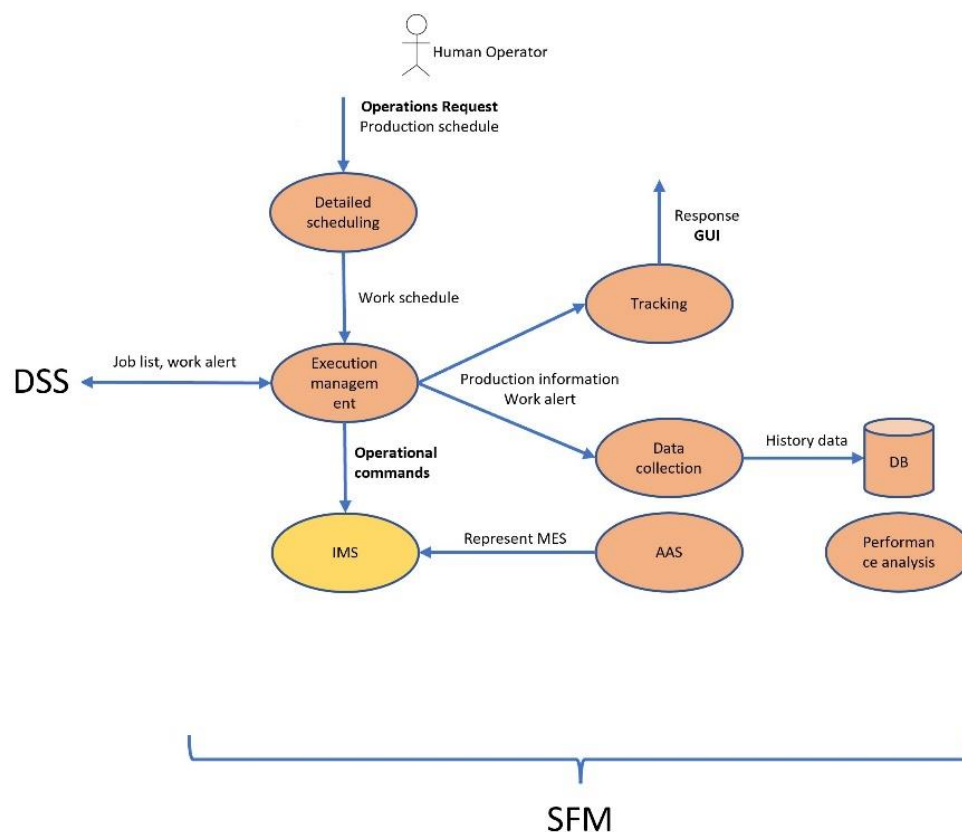 Human Operator
Operations Request
Production schedule
Detailed
scheduling
Response
GUI
Work schedule
Tracking
Job list, work alert
DSS
Execution
managem
ent
Production information
Work alert
Operational
commands
Data
collection
History data
DB
IMS
Represent MES
AAS
Performan
ce analysis
SFM